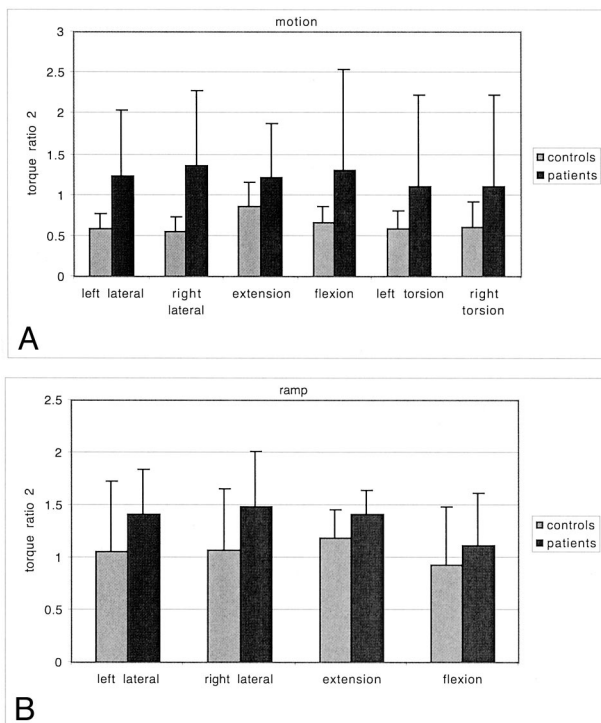 motion
3
2.5
2
1.5
1
0.5
0
torque ratio 2
left lateral
right lateral
extension
flexion
left torsion
right torsion
controls
patients
A
ramp
2.5
2
1.5
1
0.5
0
torque ratio 2
left lateral
right lateral
extension
flexion
controls
patients
B